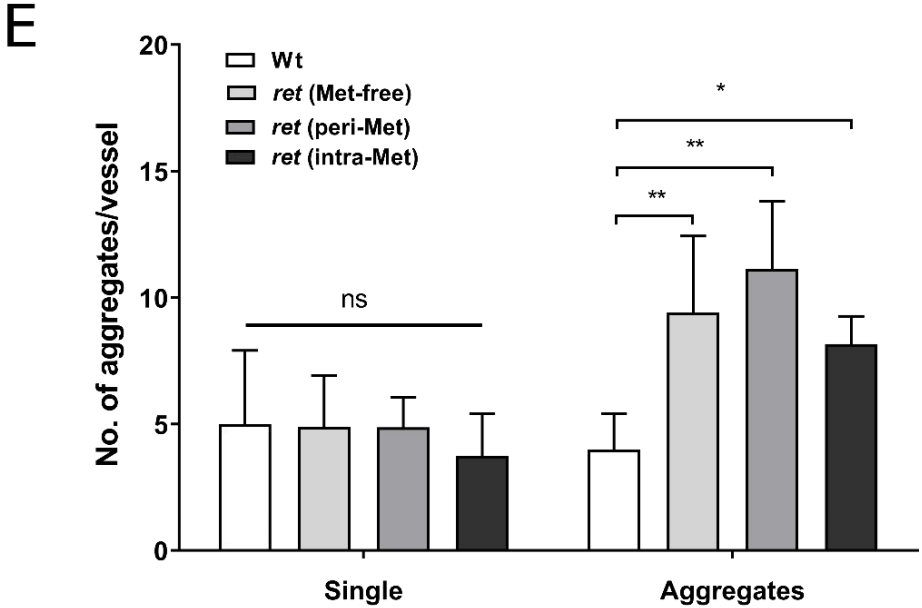 E
No. of aggregates/vessel
20
15
10
5
0
Wt
ret (Met-free)
ret (peri-Met)
ret (intra-Met)
ns
*
**
**
Single
Aggregates